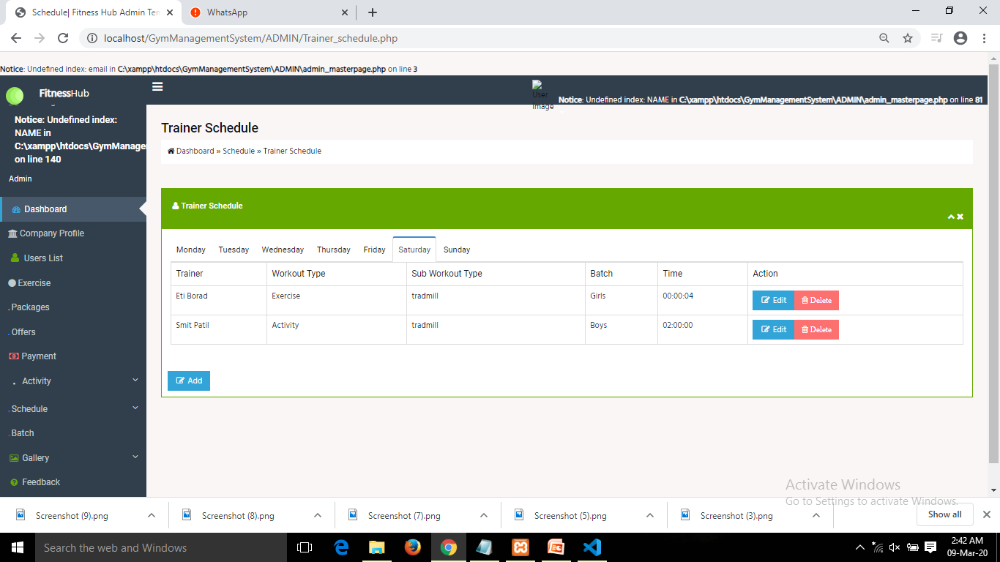 Schedule| Fitness Hub Admin Ten
WhatsApp
localhost/GymManagementSystem/ADMIN/Trainer_schedule.php
Notice: Undefined index: email in C:\xampp\htdocs\GymManagementSystem\ADMIN\admin_masterpage.php on line 3
FitnessHub
User Image
Notice: Undefined index: NAME in C:\xampp\htdocs\GymManagementSystem\ADMIN\admin_masterpage.php on line 81
Notice: Undefined index:
NAME in
C:\xampp\htdocs\GymManage
on line 140
Admin
Dashboard
Company Profile
Users List
Exercise
Packages
Offers
Payment
Activity
Schedule
Batch
Gallery
Feedback
Trainer Schedule
Dashboard » Schedule » Trainer Schedule
Trainer Schedule
Monday Tuesday Wednesday Thursday Friday Saturday Sunday
Trainer Workout Type Sub Workout Type Batch Time Action
Eti Borad Exercise tradmill Girls 00:00:04 Edit Delete
Smit Patil Activity tradmill Boys 02:00:00 Edit Delete
Add
Activate Windows
Go to Settings to activate Windows.
Screenshot (9).png Screenshot (8).png Screenshot (7).png Screenshot (5).png Screenshot (3).png Show all
Search the web and Windows
2:42 AM
09-Mar-20